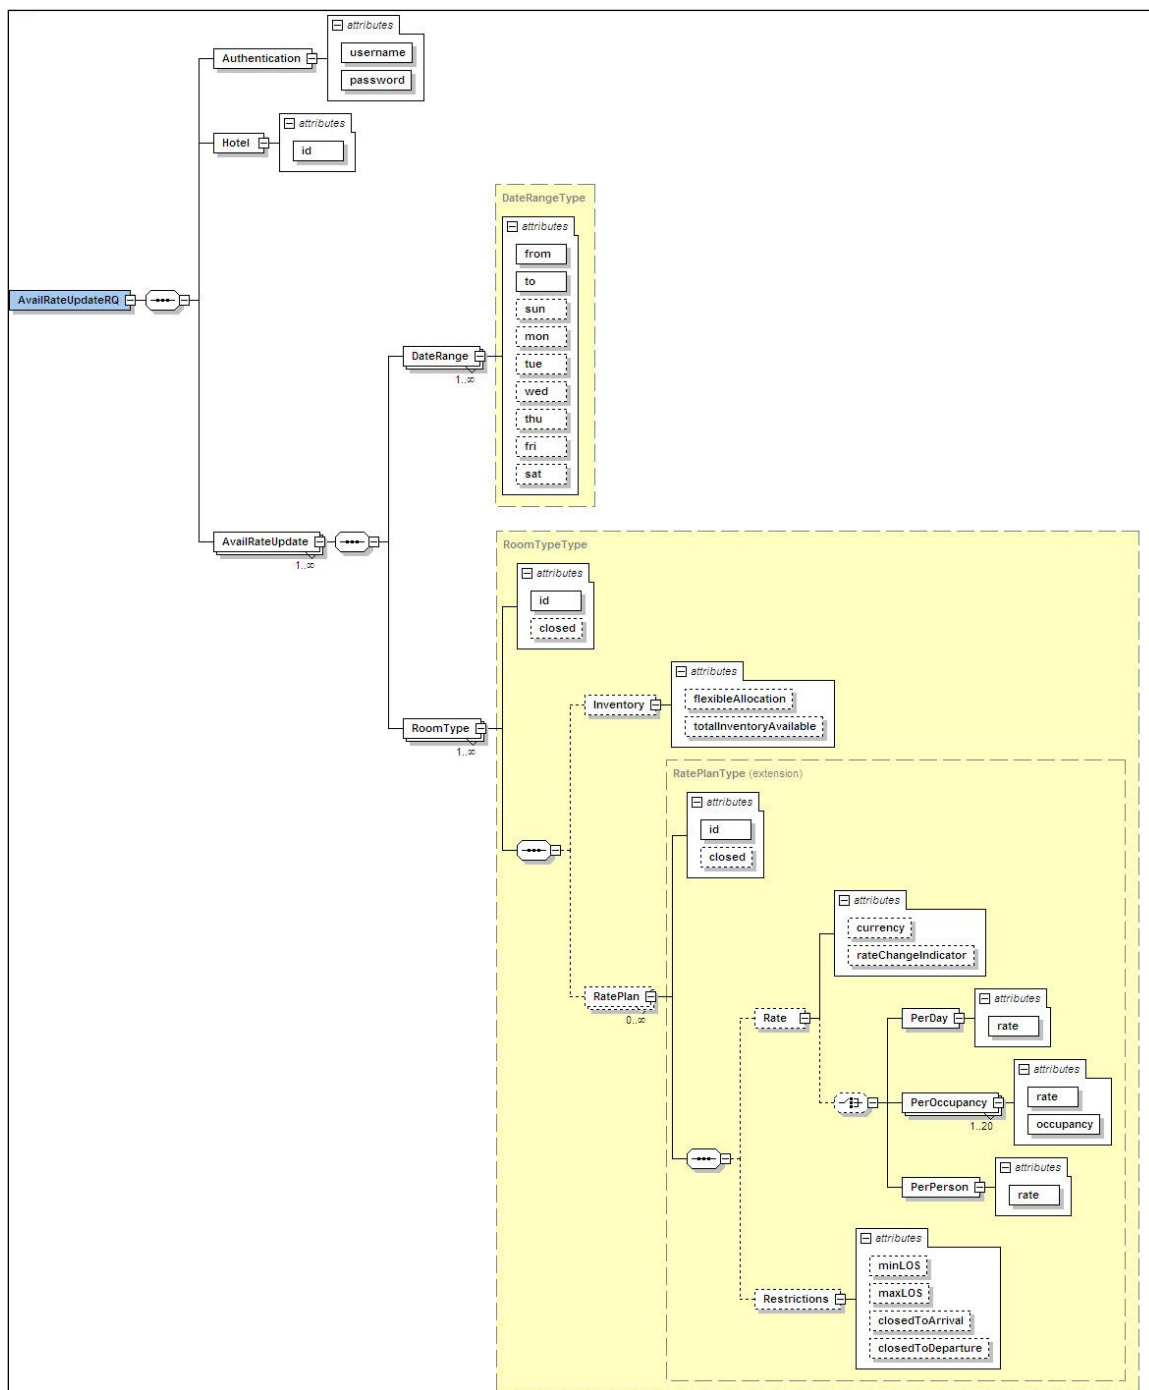 attributes
Authentication
username
password
attributes
Hotel
id
DateRangeType
attributes
from
to
AvailRateUpdateRQ
sun
mon
DateRange
tue
1..∞
wed
thu
fri
sat
AvailRateUpdate
1..∞
RoomTypeType
attributes
id
closed
attributes
Inventory
flexibleAllocation
totalInventoryAvailable
RoomType
1..∞
RatePlanType (extension)
attributes
id
closed
attributes
currency
rateChangeIndicator
RatePlan
0..∞
attributes
Rate
PerDay
rate
attributes
PerOccupancy
rate
1..20
occupancy
attributes
PerPerson
rate
attributes
minLOS
maxLOS
Restrictions
closedToArrival
closedToDeparture